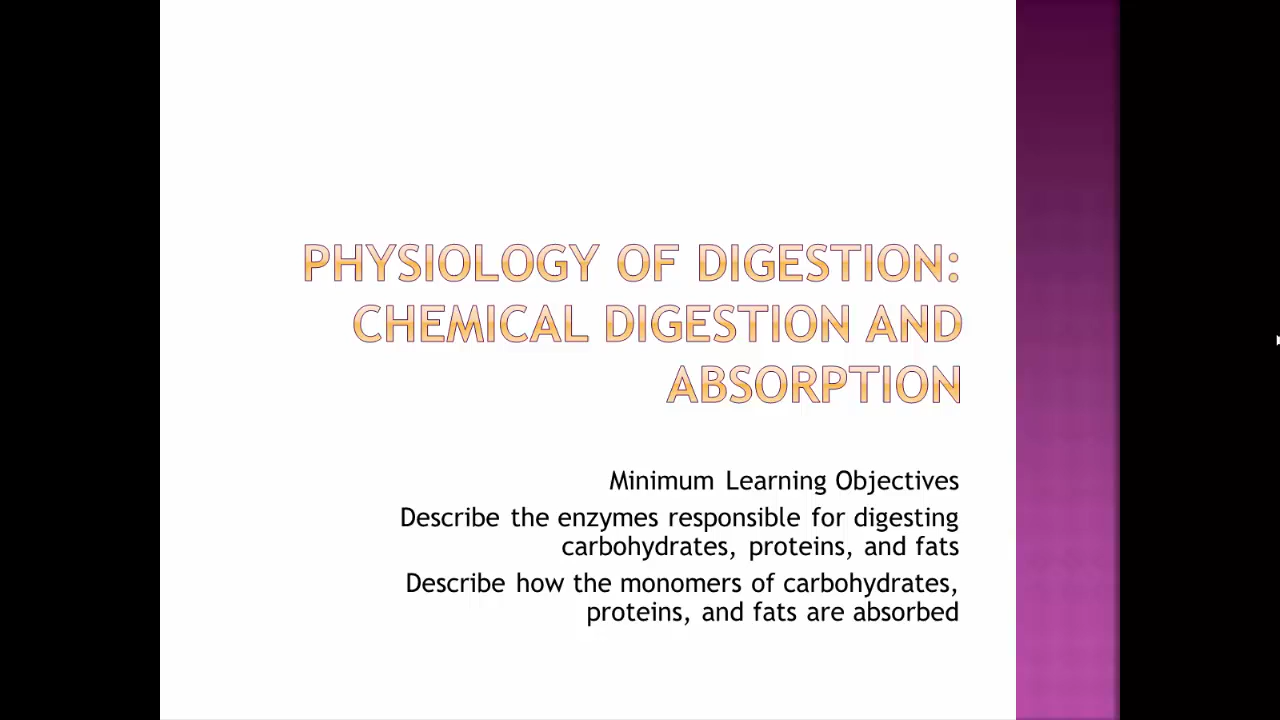 PHYSIOLOGY OF DIGESTION:
CHEMICAL DIGESTION AND
ABSORPTION
Minimum Learning Objectives
Describe the enzymes responsible for digesting
carbohydrates, proteins, and fats
Describe how the monomers of carbohydrates,
proteins, and fats are absorbed